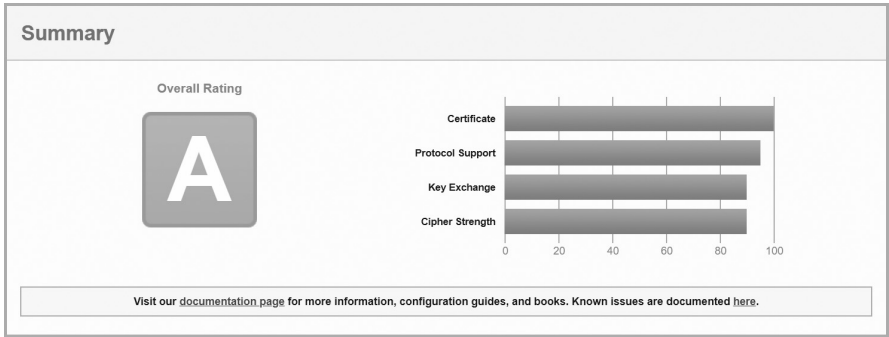 Summary
Overall Rating
A
Certificate
Protocol Support
Key Exchange
Cipher Strength
0 20 40 60 80 100
Visit our documentation page for more information, configuration guides, and books. Known issues are documented here.